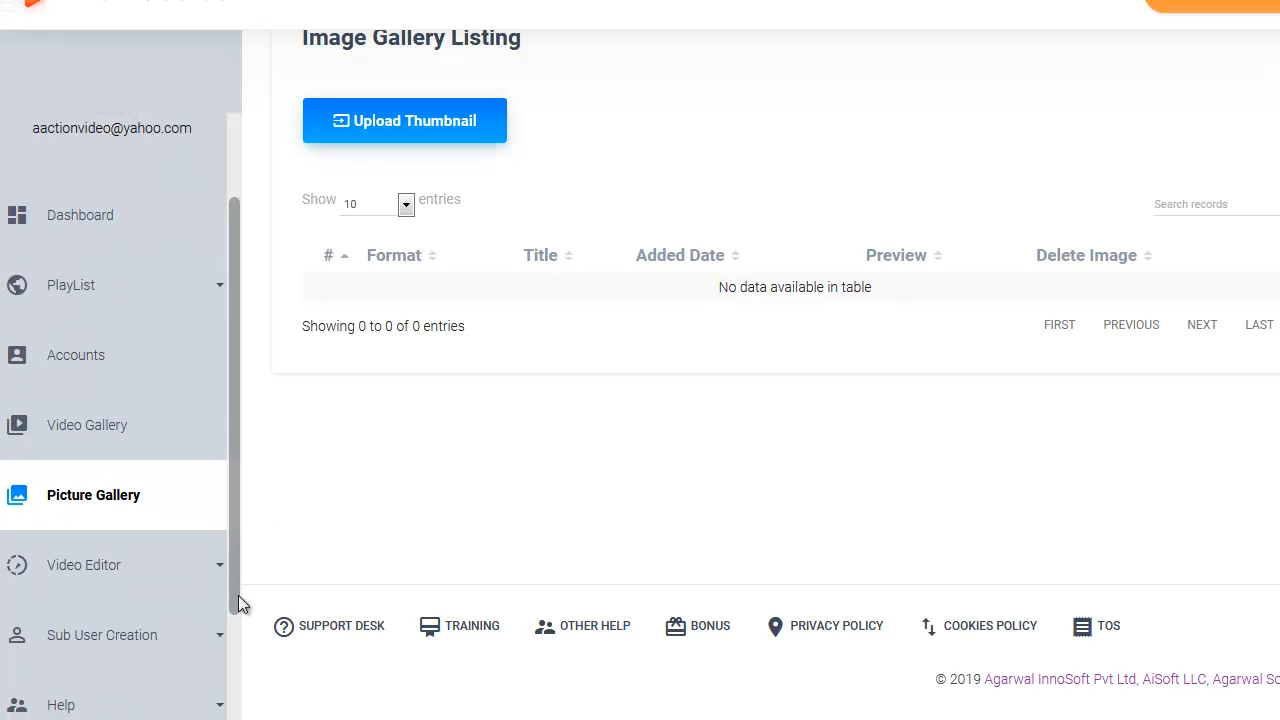 Image Gallery Listing
aactionvideo@yahoo.com
Upload Thumbnail
Show 10 entries
Search records
Dashboard
PlayList
Accounts
Video Gallery
Picture Gallery
Video Editor
Sub User Creation
Help
# Format Title Added Date Preview Delete Image
No data available in table
Showing 0 to 0 of 0 entries
FIRST PREVIOUS NEXT LAST
SUPPORT DESK TRAINING OTHER HELP BONUS PRIVACY POLICY COOKIES POLICY TOS
© 2019 Agarwal InnoSoft Pvt Ltd, AiSoft LLC, Agarwal